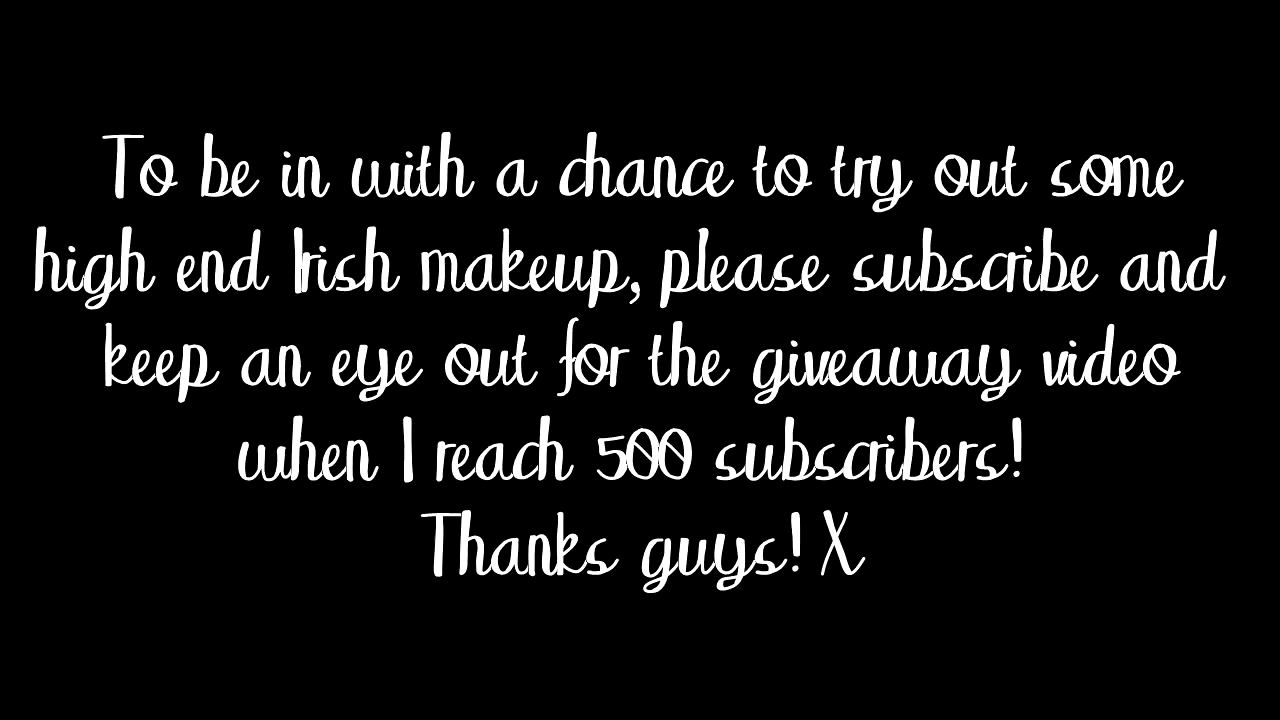 To be in with a chance to try out some
high end Irish makeup, please subscribe and
keep an eye out for the giveaway video
when I reach 500 subscribers!
Thanks guys! X